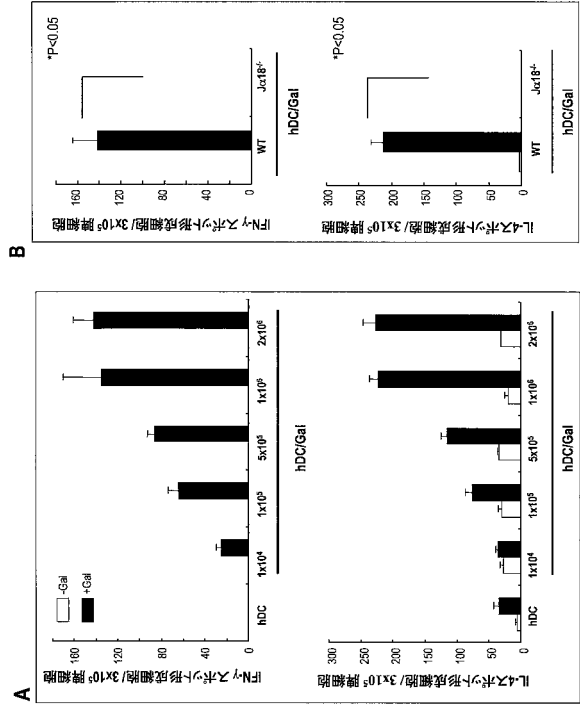 A
IFN-γスポット形成細胞/ 3x10⁵脾細胞
160
120
80
40
0
-Gal
+Gal
hDC
1x10⁴
1x10⁵
5x10⁵
1x10⁶
2x10⁶
hDC/Gal
IL-4スポット形成細胞/ 3x10⁵脾細胞
300
250
200
150
100
50
0
hDC
1x10⁴
1x10⁵
5x10⁵
1x10⁶
2x10⁶
hDC/Gal
B
IFN-γスポット形成細胞/ 3x10⁵脾細胞
160
120
80
40
0
*P<0.05
WT
Jα18⁻/⁻
hDC/Gal
IL-4スポット形成細胞/ 3x10⁵脾細胞
300
250
200
150
100
50
0
*P<0.05
WT
Jα18⁻/⁻
hDC/Gal